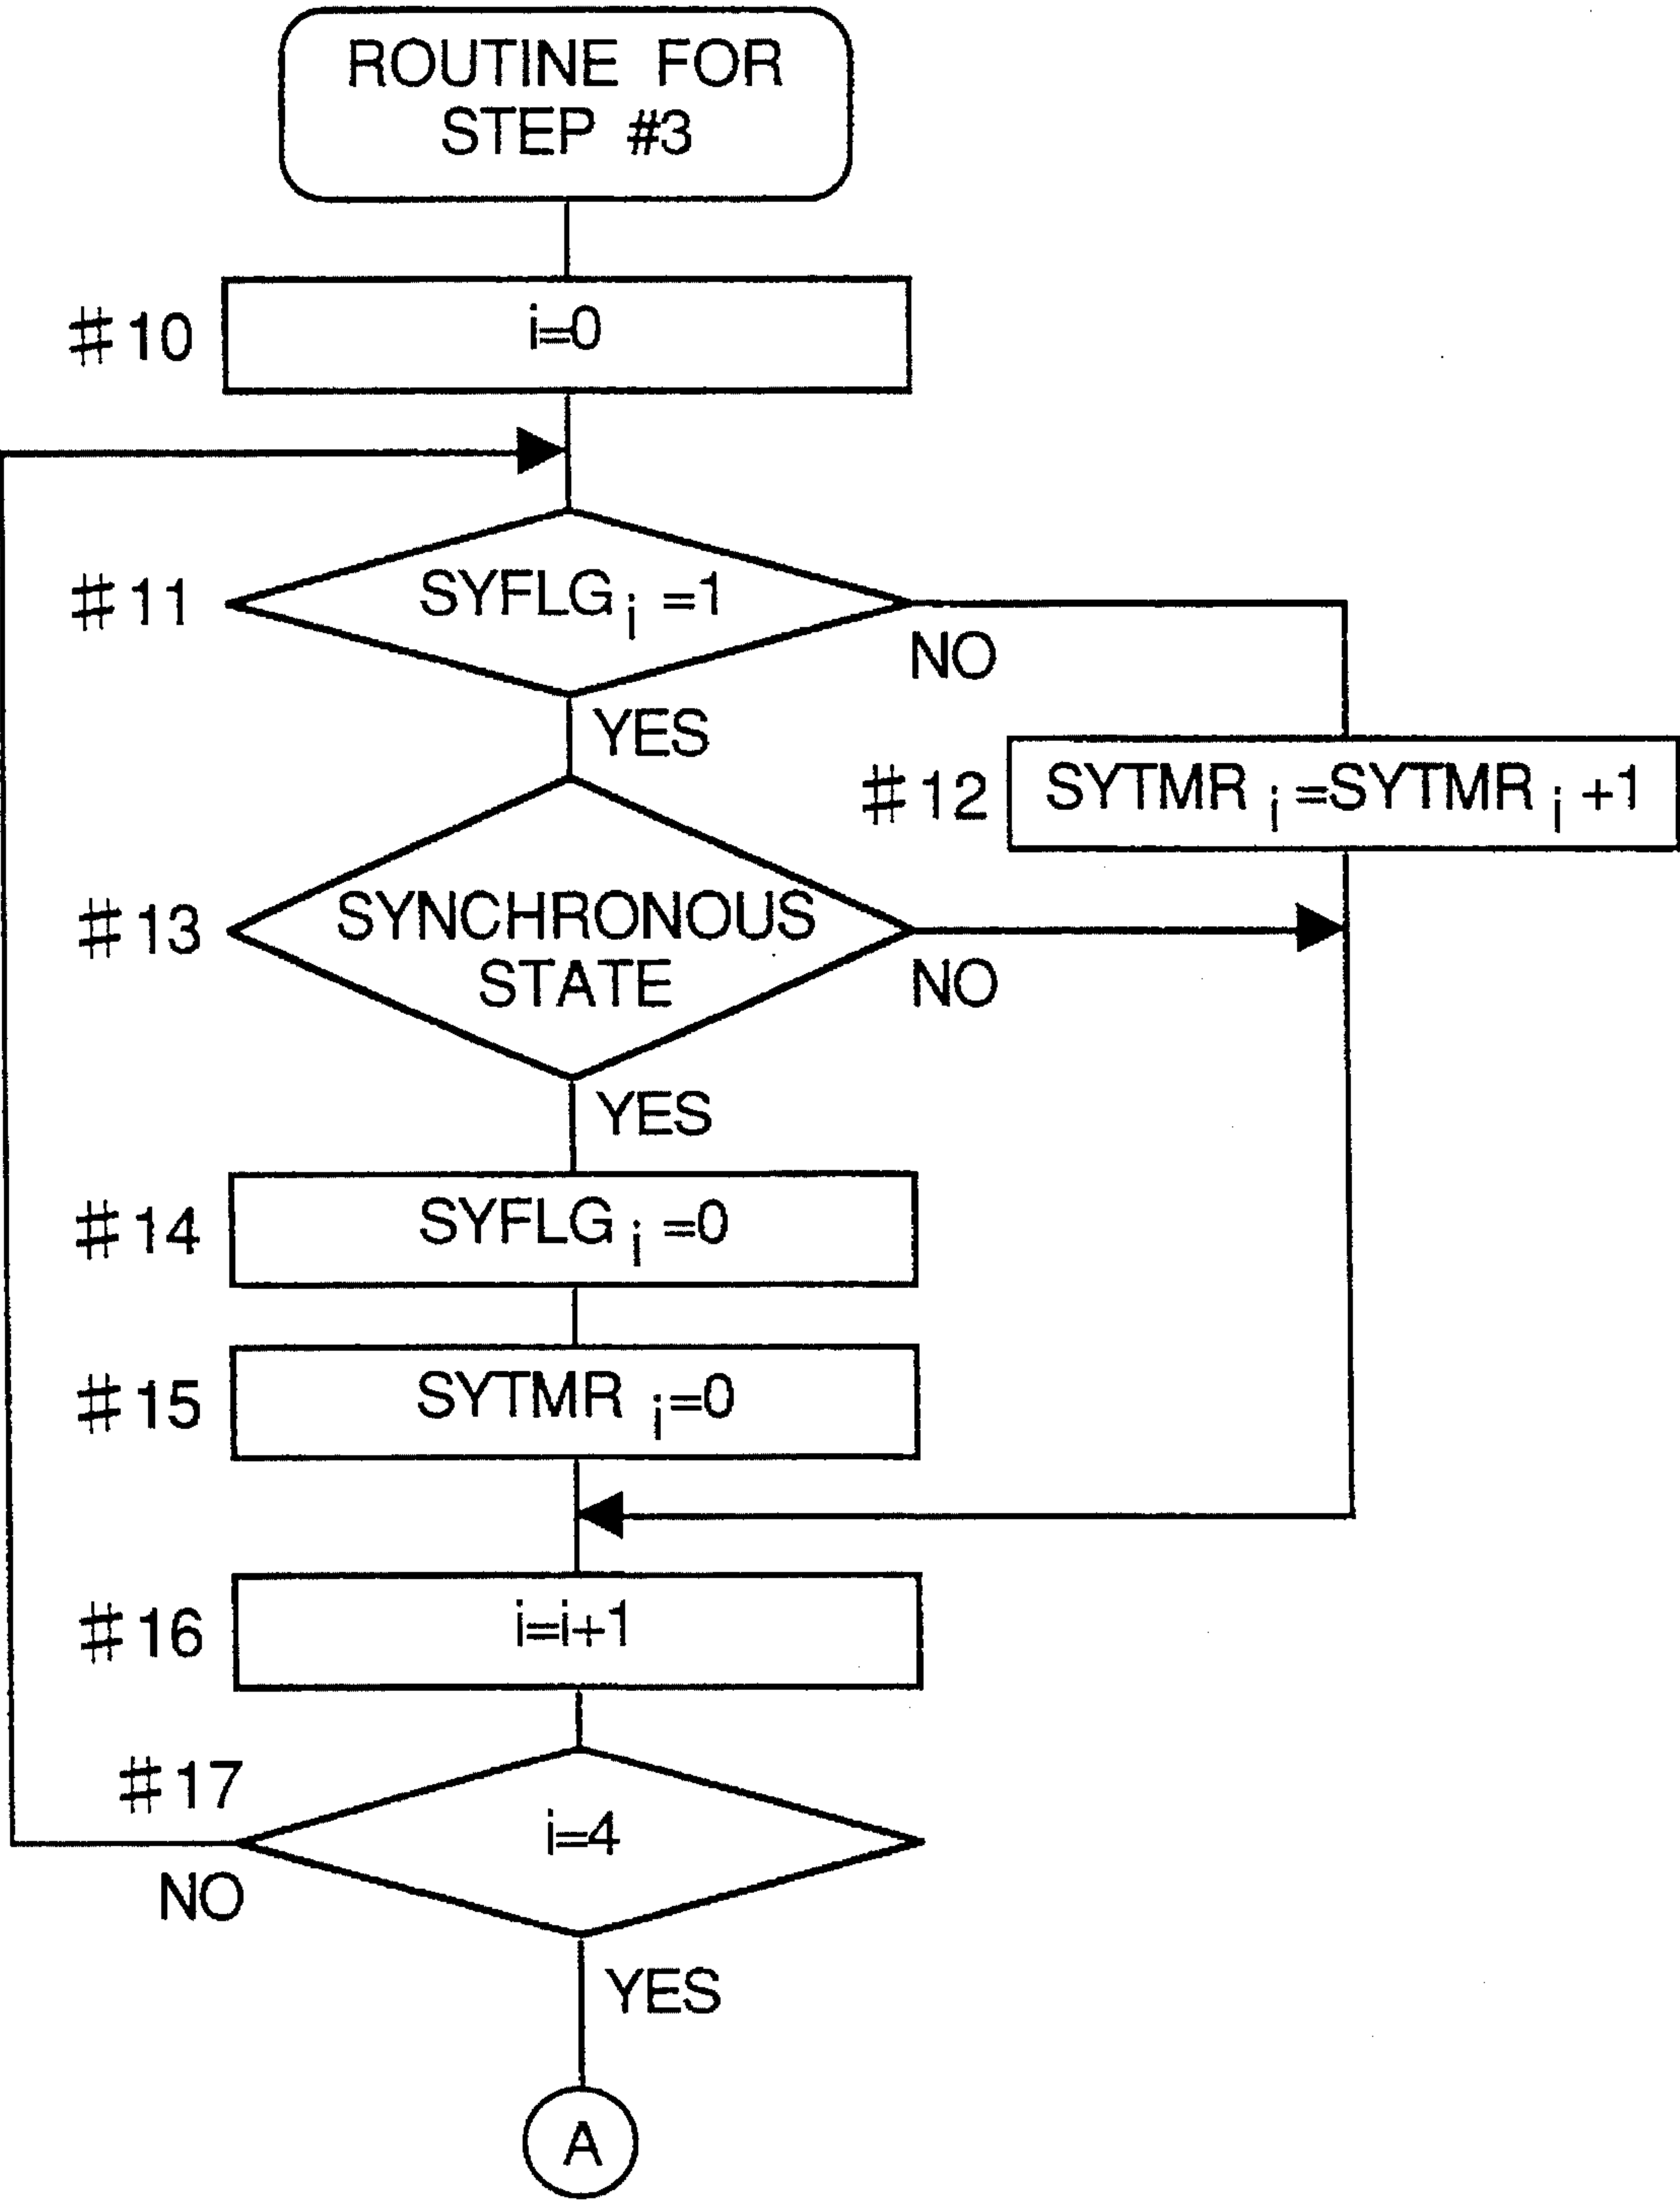 ROUTINE FOR
STEP #3
#10
i=0
#11
SYFLG i =1
NO
YES
#12
SYTMR i =SYTMR i +1
#13
SYNCHRONOUS
STATE
NO
YES
#14
SYFLG i =0
#15
SYTMR i=0
#16
i=i+1
#17
i=4
NO
YES
A